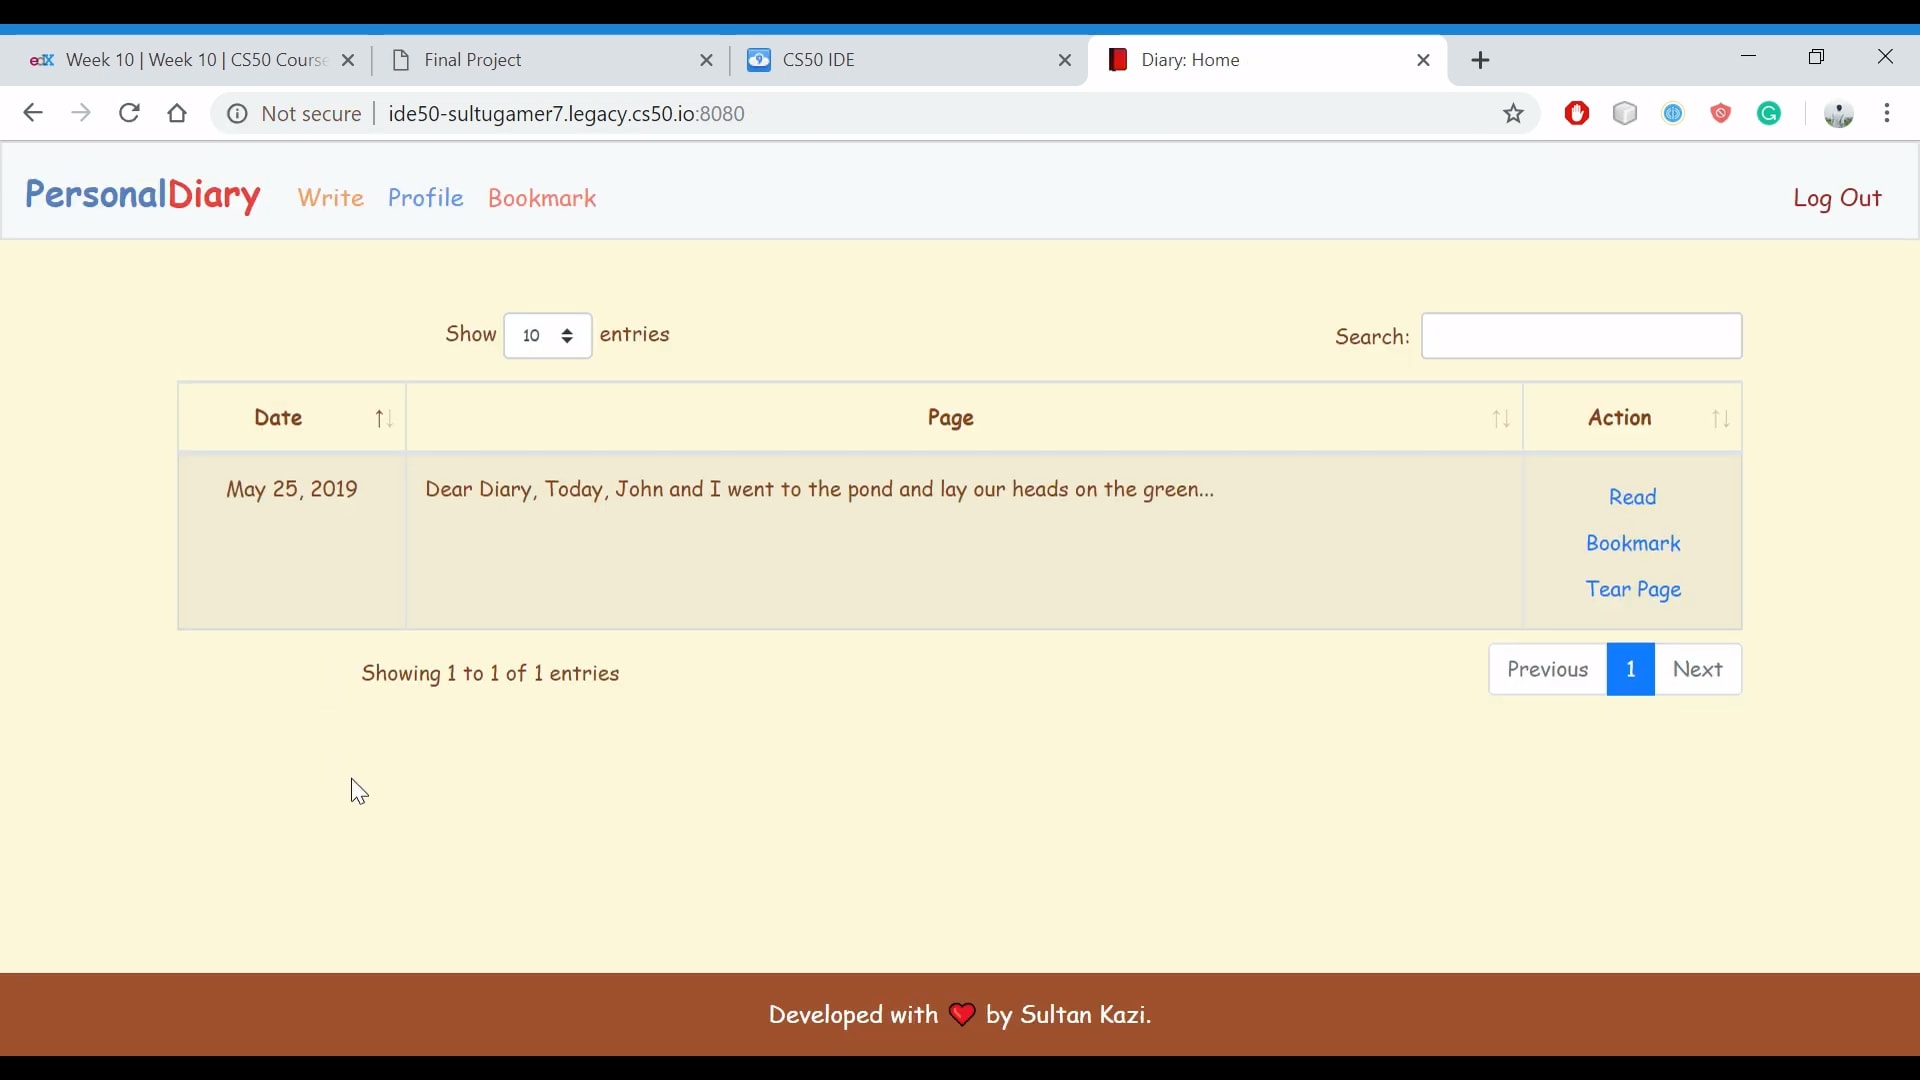 edX Week 10 | Week 10 | CS50 Course
Final Project
CS50 IDE
Diary: Home
Not secure | ide50-sultugamer7.legacy.cs50.io:8080
PersonalDiary Write Profile Bookmark Log Out
Show 10 entries
Search:
Date Page Action
May 25, 2019 Dear Diary, Today, John and I went to the pond and lay our heads on the green...
Read
Bookmark
Tear Page
Showing 1 to 1 of 1 entries
Previous 1 Next
Developed with ❤ by Sultan Kazi.